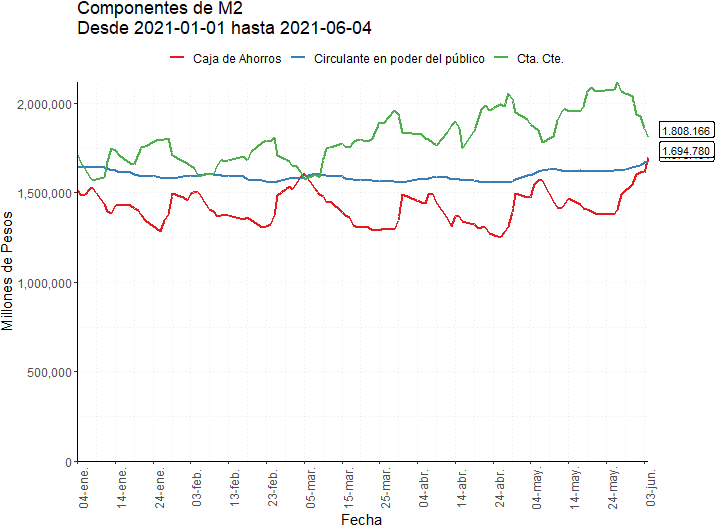 Componentes de M2
Desde 2021-01-01 hasta 2021-06-04
Caja de Ahorros
Circulante en poder del público
Cta. Cte.
Millones de Pesos
2,000,000
1,500,000
1,000,000
500,000
0
1.808.166
1.694.780
04-ene.
14-ene.
24-ene.
03-feb.
13-feb.
23-feb.
05-mar.
15-mar.
25-mar.
04-abr.
14-abr.
24-abr.
04-may.
14-may.
24-may.
03-jun.
Fecha